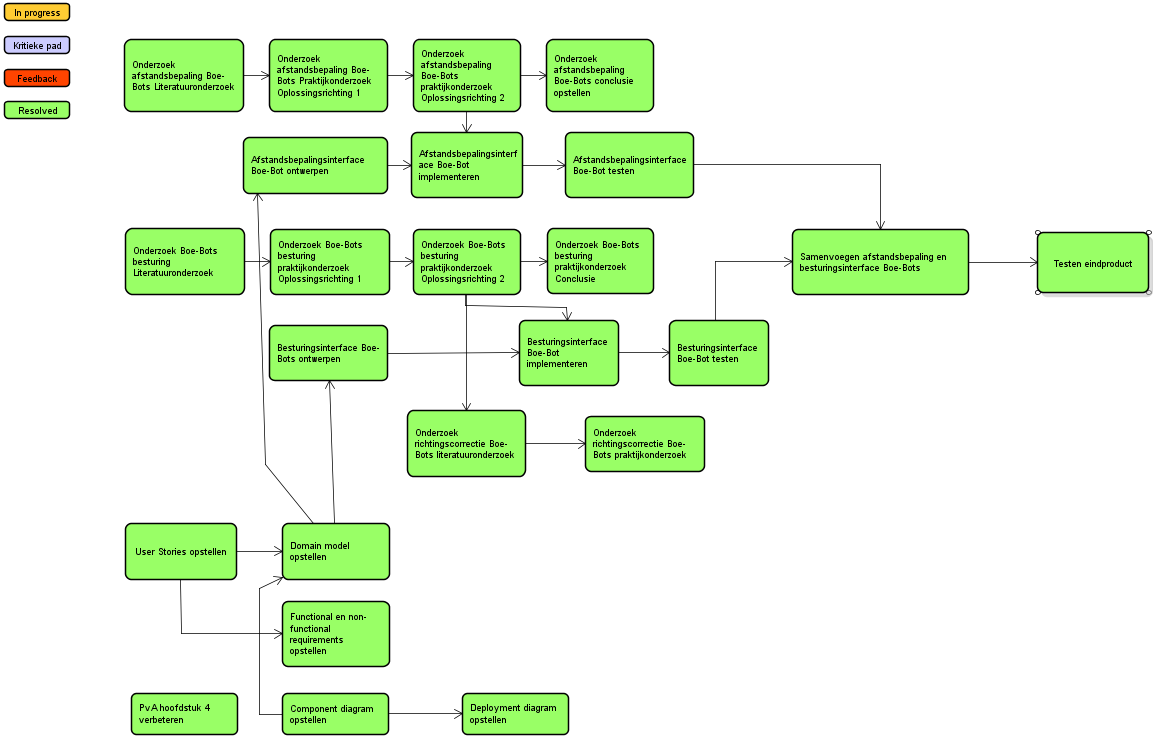 In progress
Kritieke pad
Feedback
Resolved
Onderzoek
afstandsbepaling Boe-
Bots Literatuuronderzoek
Onderzoek
afstandsbepaling Boe-
Bots Praktijkonderzoek
Oplossingsrichting 1
Onderzoek
afstandsbepaling
Boe-Bots
praktijkonderzoek
Oplossingsrichting 2
Onderzoek
afstandsbepaling
Boe-Bots conclusie
opstellen
Afstandsbepalingsinterface
Boe-Bot ontwerpen
Afstandsbepalingsinterf
ace Boe-Bot
implementeren
Afstandsbepalingsinterface
Boe-Bot testen
Onderzoek Boe-Bots
besturing
Literatuuronderzoek
Onderzoek Boe-Bots
besturing
praktijkonderzoek
Oplossingsrichting 1
Onderzoek Boe-Bots
besturing
praktijkonderzoek
Oplossingsrichting 2
Onderzoek Boe-Bots
besturing
praktijkonderzoek
Conclusie
Samenvoegen afstandsbepaling en
besturingsinterface Boe-Bots
Testen eindproduct
Besturingsinterface Boe-
Bots ontwerpen
Besturingsinterface
Boe-Bot
implementeren
Besturingsinterface
Boe-Bot testen
Onderzoek
richtingscorrectie Boe-
Bots literatuuronderzoek
Onderzoek
richtingscorrectie Boe-
Bots praktijkonderzoek
User Stories opstellen
Domain model
opstellen
Functional en non-
functional
requirements
opstellen
PvA hoofdstuk 4
verbeteren
Component diagram
opstellen
Deployment diagram
opstellen